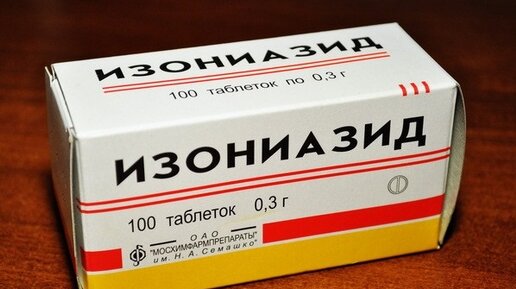 ИЗОНИАЗИД
100 таблеток по 0,3 г
ИЗОНИАЗИД
100 таблеток 0,3 г
ОАО
"МОСХИМФАРМПРЕПАРАТЫ"
им. Н. А. Семашко